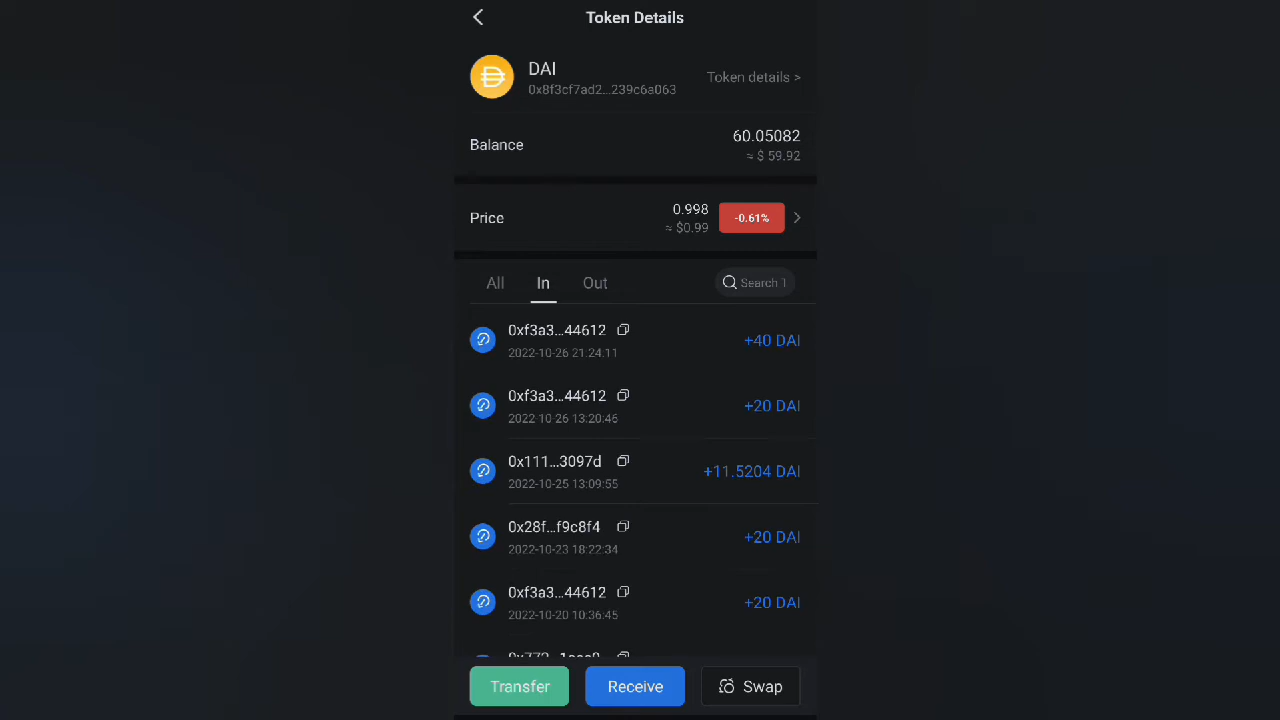 Token Details
DAI
0x8f3cf7ad2...239c6a063
Token details >
Balance
60.05082
≈ $ 59.92
Price
0.998
≈ $0.99
-0.61%
All In Out
Search
0xf3a3...44612
2022-10-26 21:24:11
+40 DAI
0xf3a3...44612
2022-10-26 13:20:46
+20 DAI
0x111...3097d
2022-10-25 13:09:55
+11.5204 DAI
0x28f...f9c8f4
2022-10-23 18:22:34
+20 DAI
0xf3a3...44612
2022-10-20 10:36:45
+20 DAI
Transfer Receive Swap